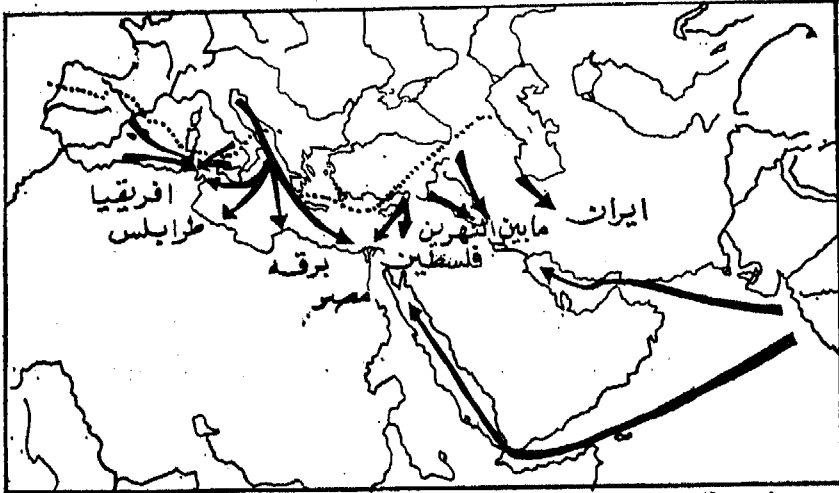 افريقيا
طرابلس
برقه
مصر
فلسطين
مابين النهرين
ايران